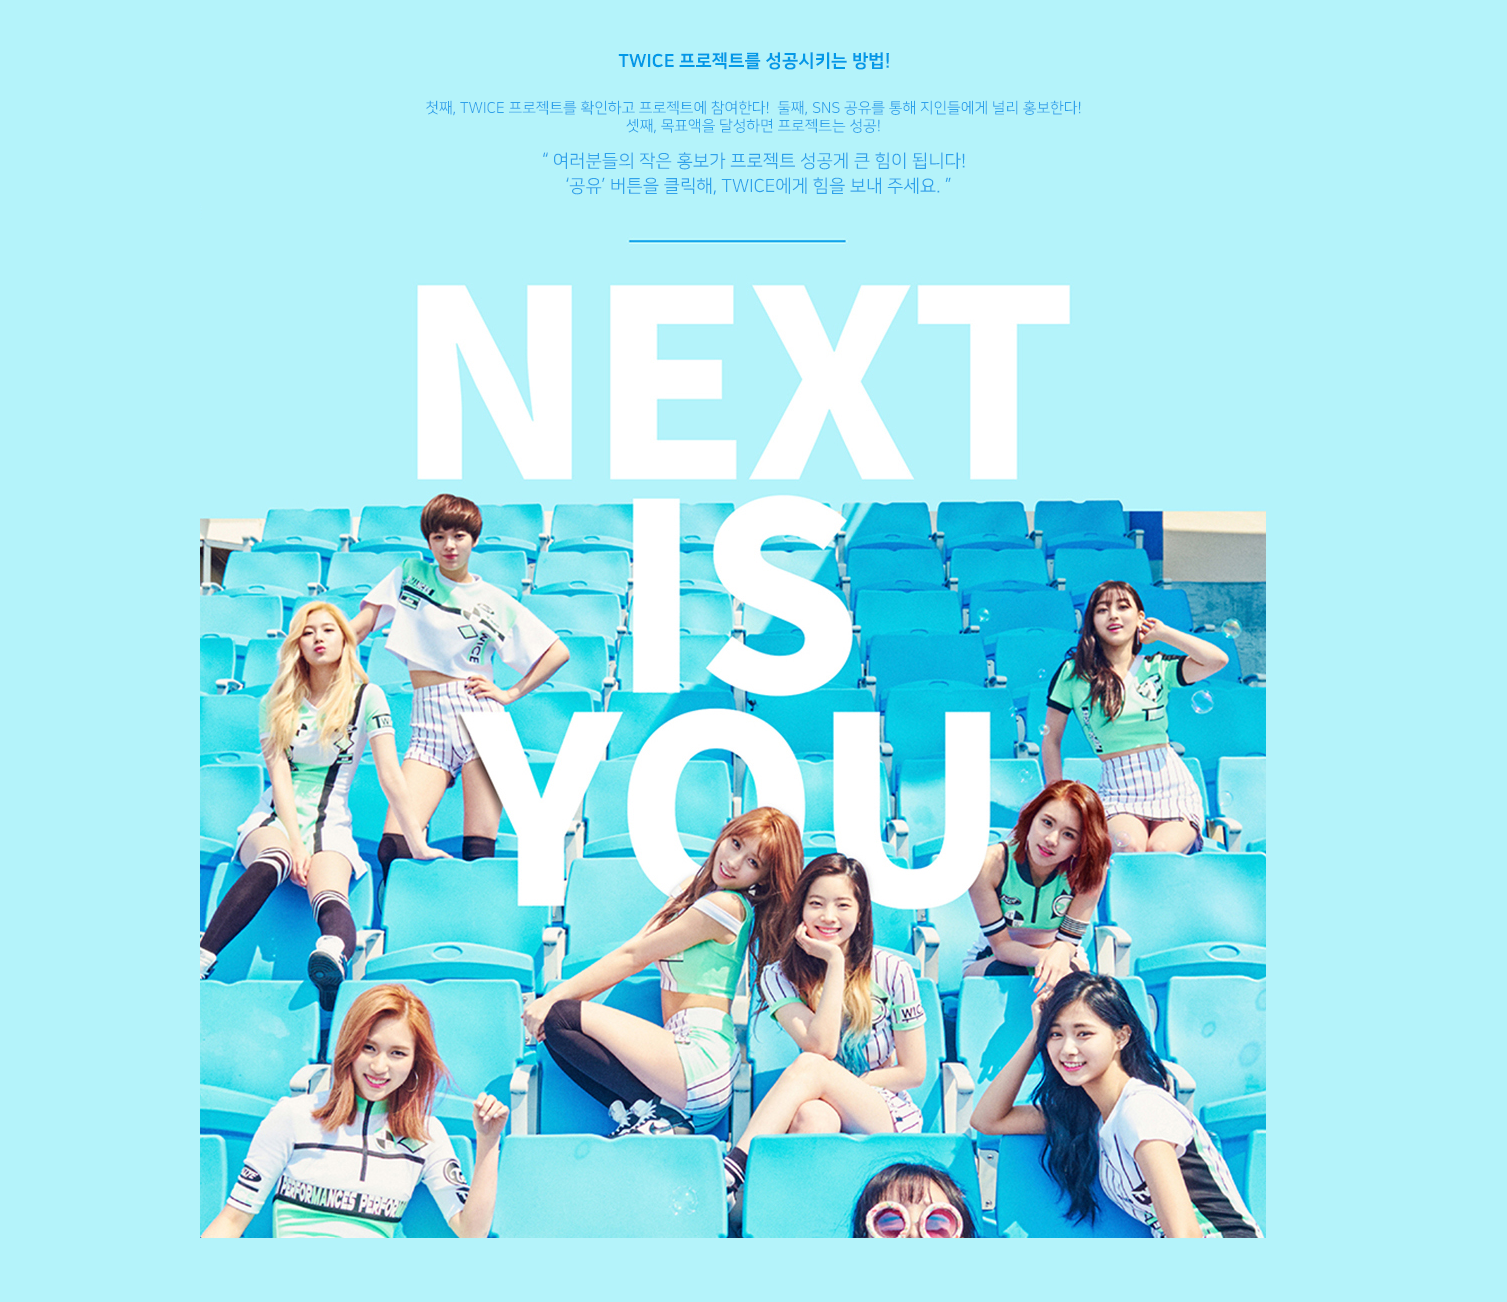 TWICE 프로젝트를 성공시키는 방법!
첫째, TWICE 프로젝트를 확인하고 프로젝트에 참여한다! 둘째, SNS 공유를 통해 지인들에게 널리 홍보한다!
셋째, 목표액을 달성하면 프로젝트는 성공!
“ 여러분들의 작은 홍보가 프로젝트 성공게 큰 힘이 됩니다!
‘공유’ 버튼을 클릭해, TWICE에게 힘을 보내 주세요. ”
NEXT
IS
YOU
WICE
WIC
PERFORMANCES PERFORM